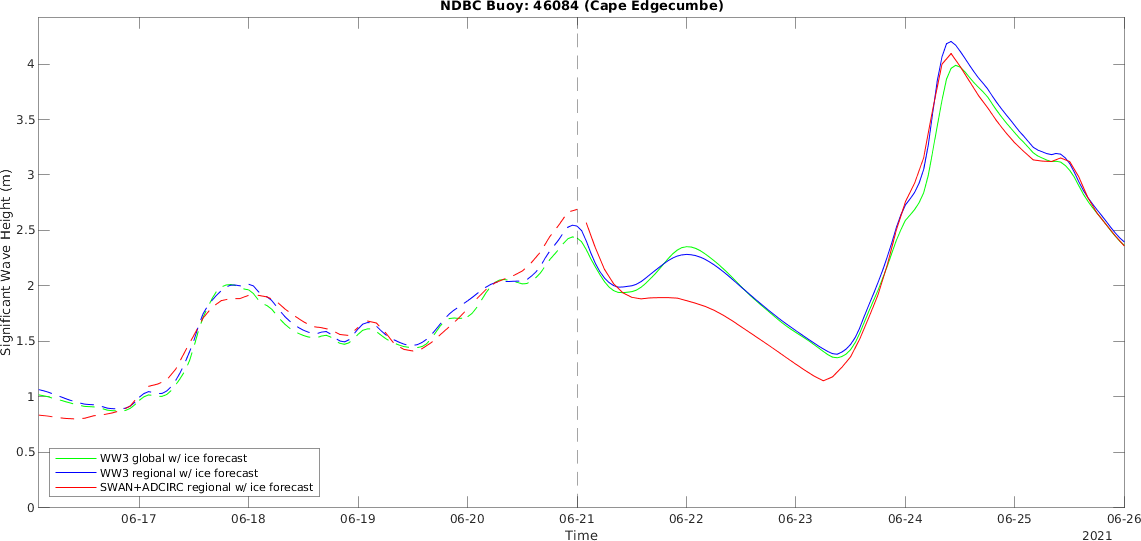 NDBC Buoy: 46084 (Cape Edgecumbe)
Significant Wave Height (m)
4
3.5
3
2.5
2
1.5
1
0.5
0
WW3 global w/ ice forecast
WW3 regional w/ ice forecast
SWAN+ADCIRC regional w/ ice forecast
06-17 06-18 06-19 06-20 06-21 06-22 06-23 06-24 06-25 06-26
Time
2021